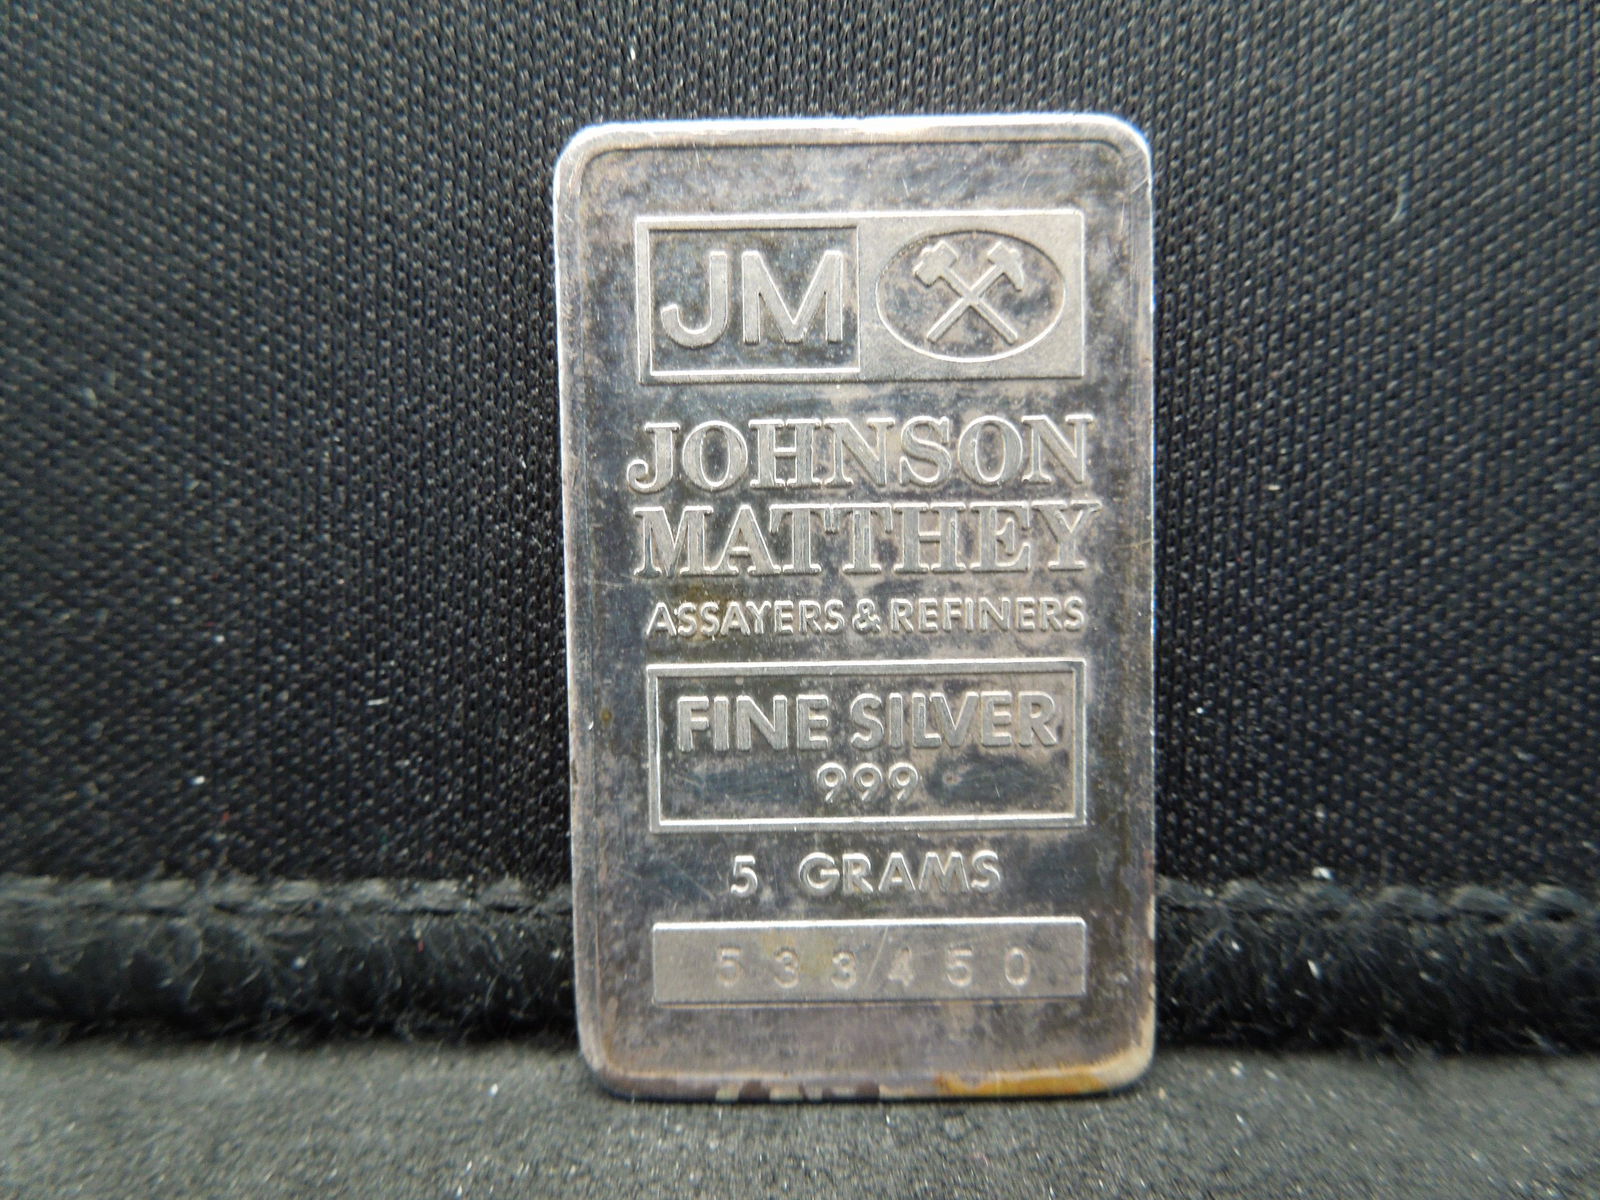 JM
JOHNSON
MATTHEY
ASSAYERS & REFINERS
FINE SILVER
999
5 GRAMS
533450